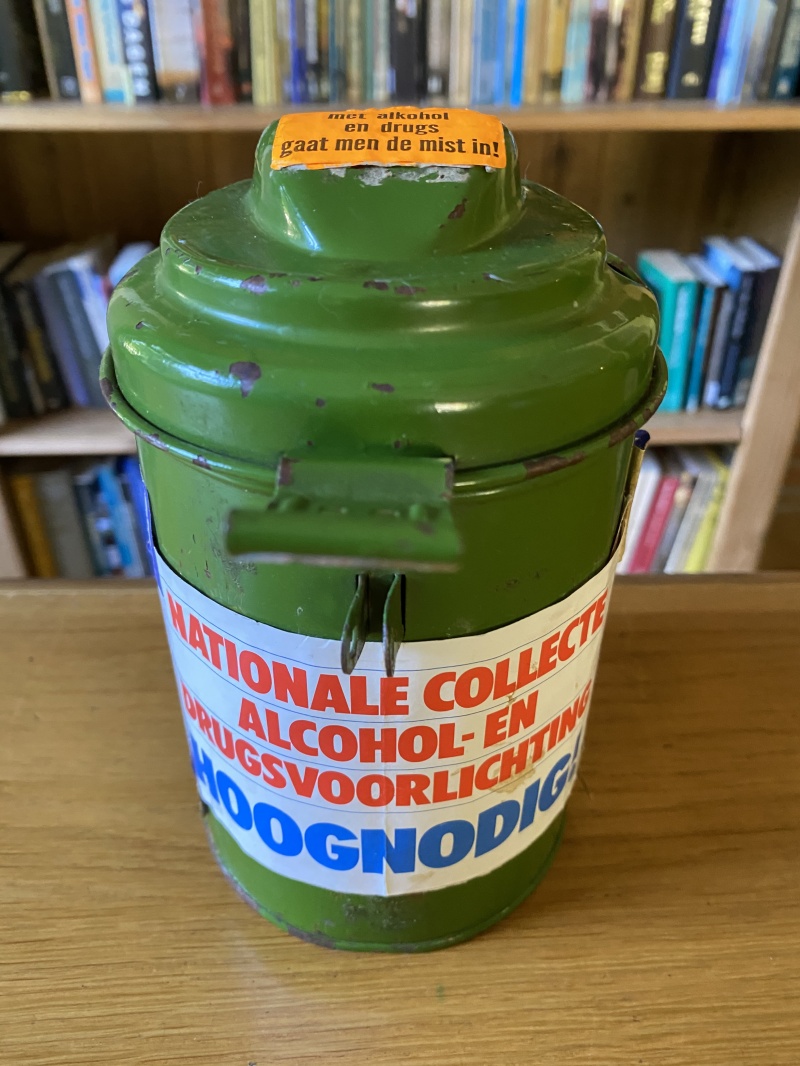 met alkohol
en drugs
gaat men de mist in!
NATIONALE COLLECTE
ALCOHOL- EN
DRUGSVOORLICHTING
HOOGNODIG!